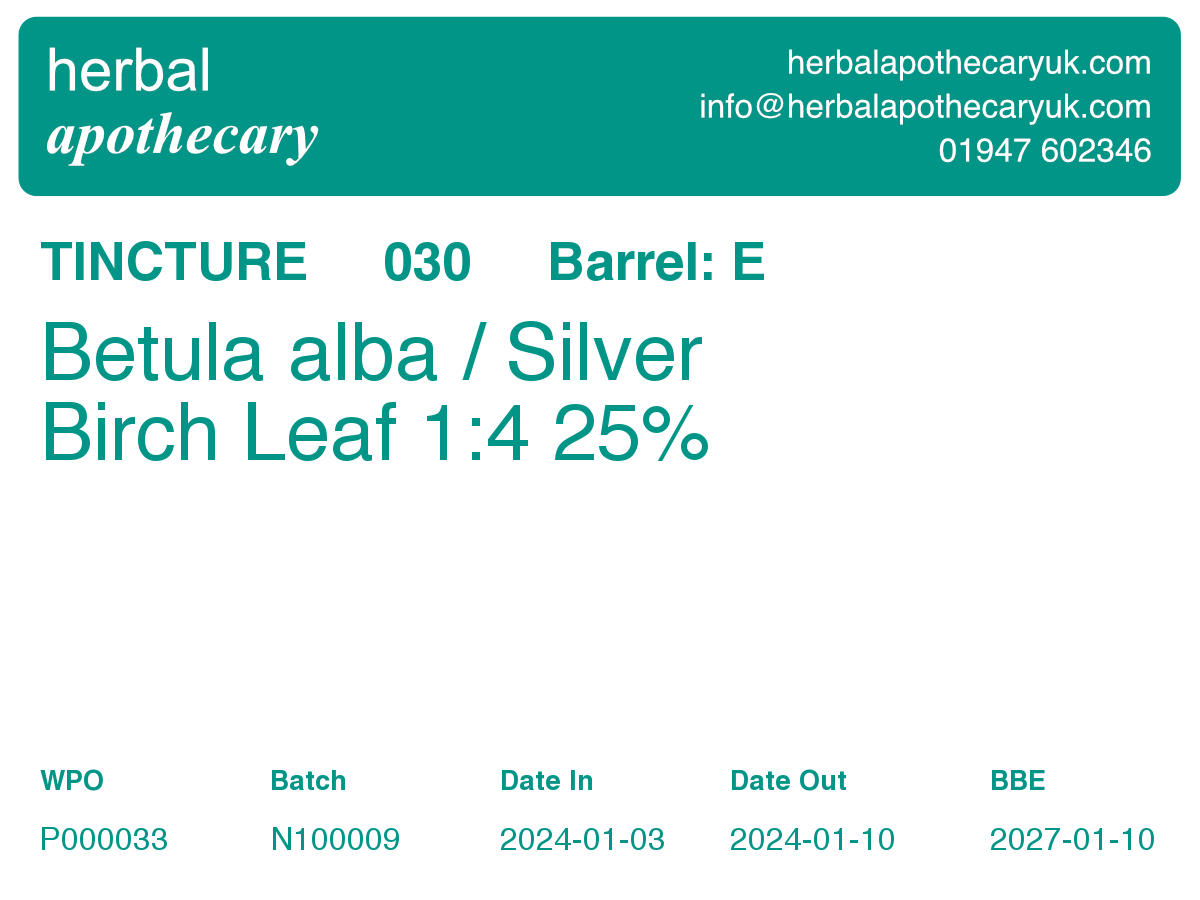 herbal
apothecary
herbalapothecaryuk.com
info@herbalapothecaryuk.com
01947 602346
TINCTURE 030 Barrel: E
Betula alba / Silver
Birch Leaf 1:4 25%
WPO Batch Date In Date Out BBE
P000033 N100009 2024-01-03 2024-01-10 2027-01-10